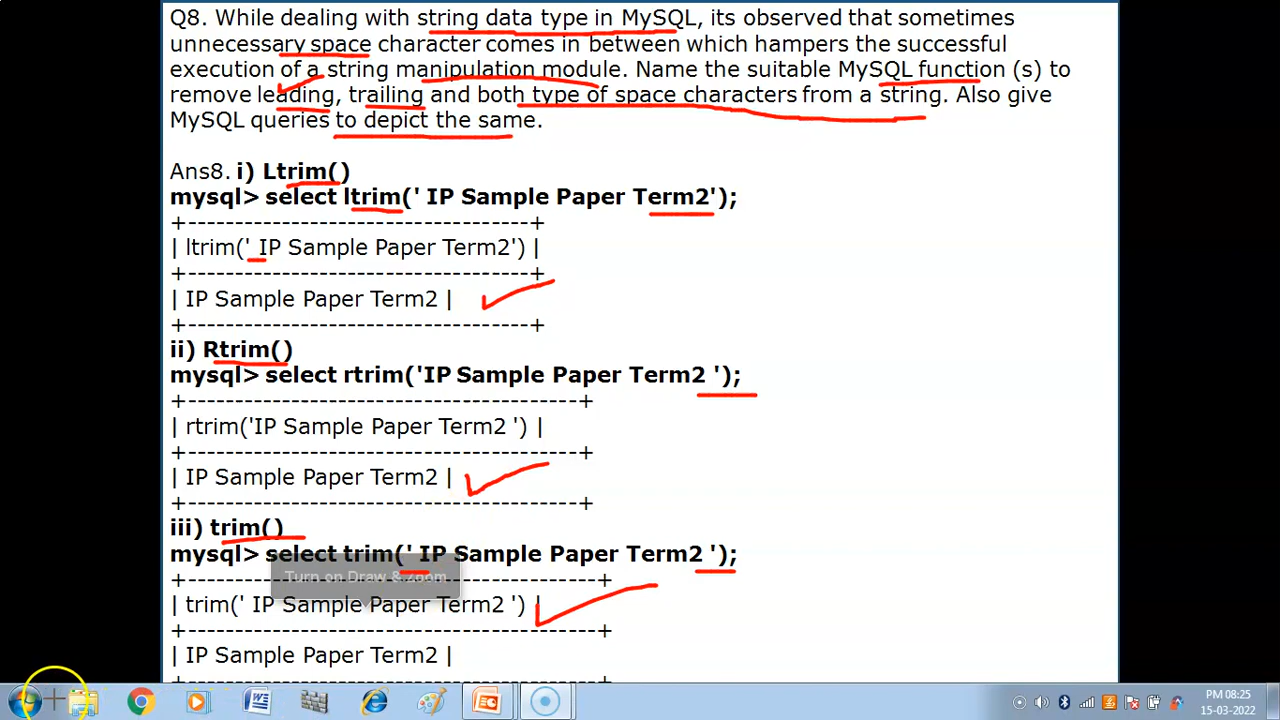 Q8. While dealing with string data type in MySQL, its observed that sometimes
unnecessary space character comes in between which hampers the successful
execution of a string manipulation module. Name the suitable MySQL function (s) to
remove leading, trailing and both type of space characters from a string. Also give
MySQL queries to depict the same.
Ans8. i) Ltrim()
mysql> select ltrim(' IP Sample Paper Term2');
+-----------------------------------+
| ltrim(' IP Sample Paper Term2') |
+-----------------------------------+
| IP Sample Paper Term2 |
+-----------------------------------+
ii) Rtrim()
mysql> select rtrim('IP Sample Paper Term2 ');
+----------------------------------------+
| rtrim('IP Sample Paper Term2 ') |
+----------------------------------------+
| IP Sample Paper Term2 |
+----------------------------------------+
iii) trim()
mysql> select trim(' IP Sample Paper Term2 ');
Turn on Draw & Zoom
+------------------------------------------+
| trim(' IP Sample Paper Term2 ') |
+------------------------------------------+
| IP Sample Paper Term2 |
+------------------------------------------+
PM 08:25
15-03-2022